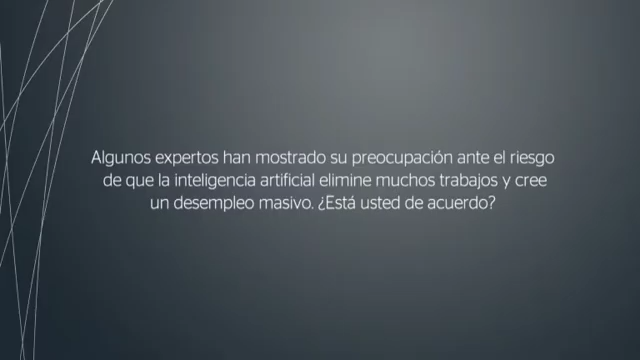 Algunos expertos han mostrado su preocupación ante el riesgo
de que la inteligencia artificial elimine muchos trabajos y cree
un desempleo masivo. ¿Está usted de acuerdo?